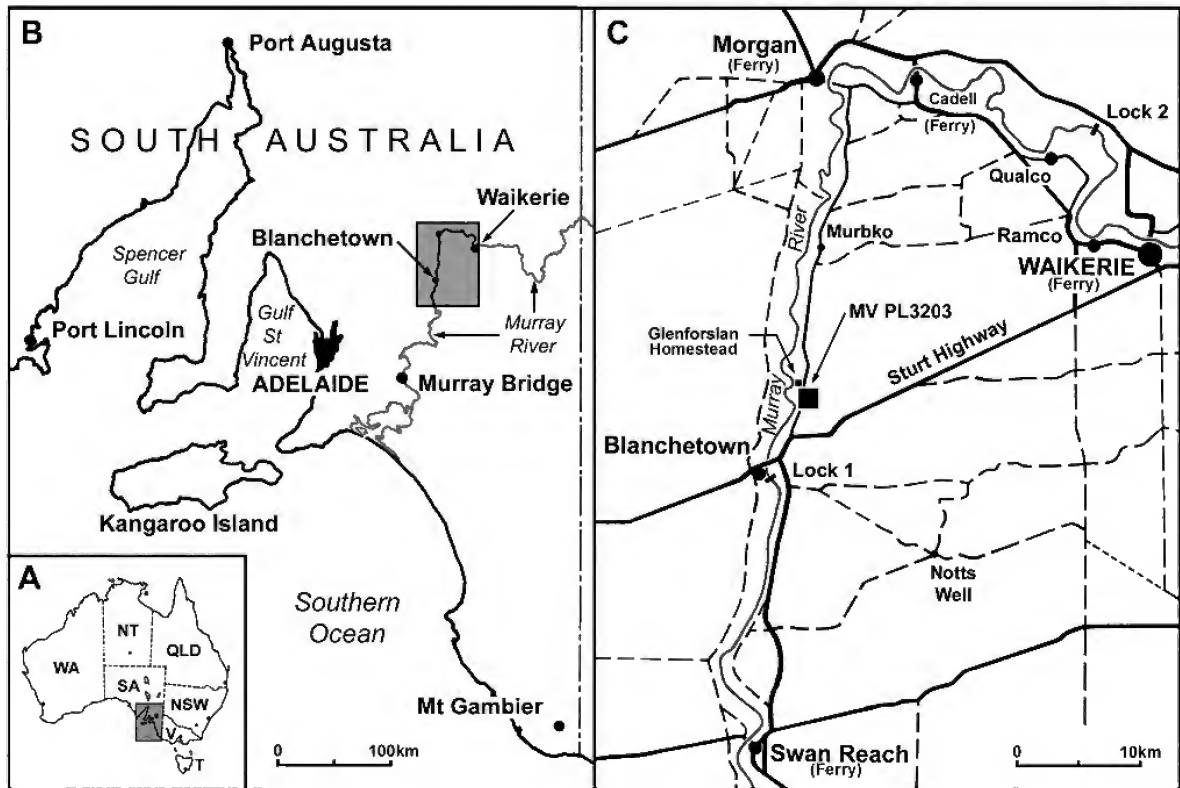 B
Port Augusta
SOUTH AUSTRALIA
Waikerie
Blanchetown
Spencer
Gulf
Port Lincoln
Gulf
St
Vincent
Murray
River
ADELAIDE
Murray Bridge
Kangaroo Island
Southern
Ocean
Mt Gambier
0 100km
A
NT
QLD
WA
SA
NSW
V
T
C
Morgan
(Ferry)
Cadell
(Ferry)
Lock 2
Qualco
River
Murbko
Ramco
WAIKERIE
(Ferry)
MV PL3203
Glenforslan
Homestead
Sturt Highway
Murray
Blanchetown
Lock 1
Notts
Well
Swan Reach
(Ferry)
0 10km